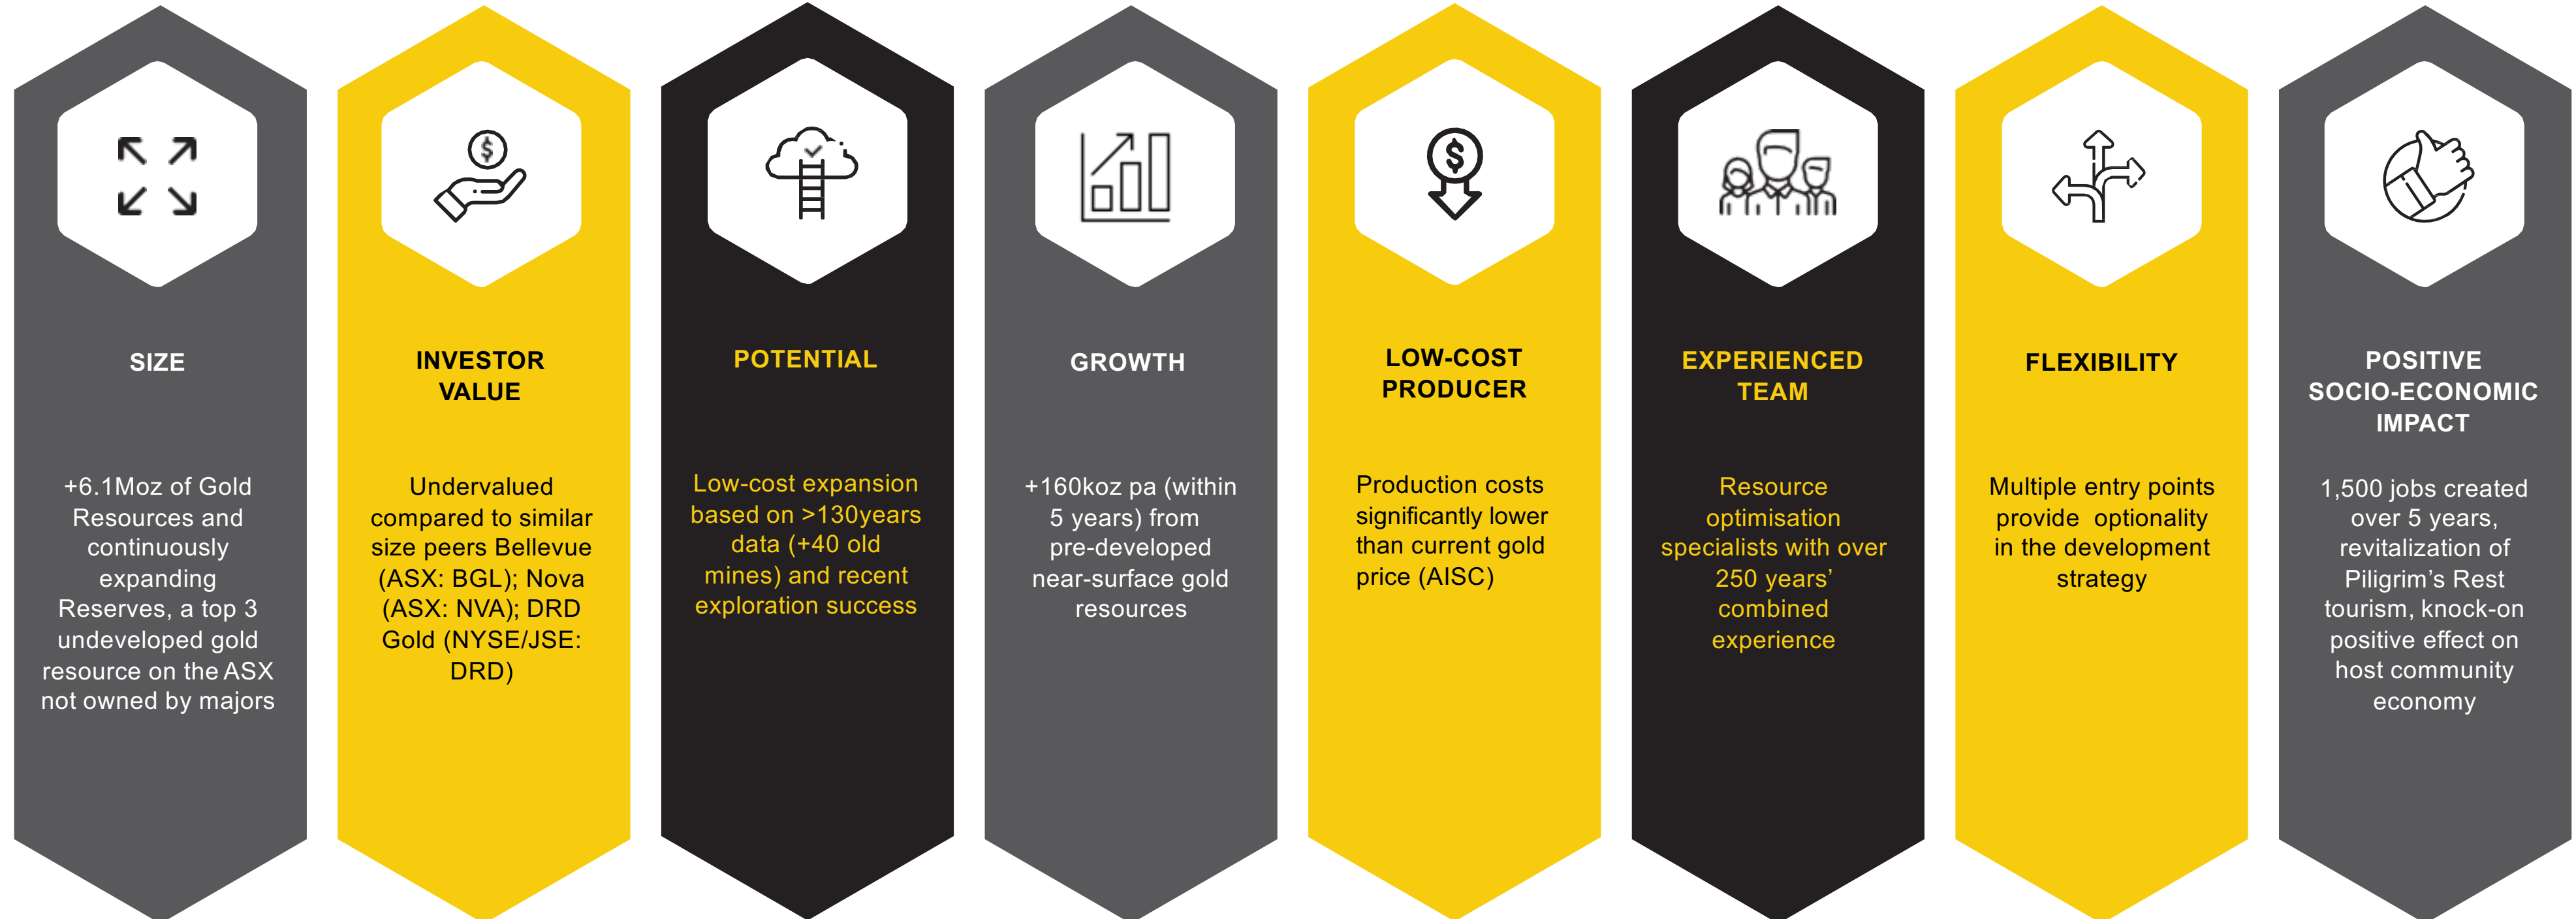 SIZE
+6.1Moz of Gold
Resources and
continuously
expanding
Reserves, a top 3
undeveloped gold
resource on the ASX
not owned by majors
INVESTOR
VALUE
Undervalued
compared to similar
size peers Bellevue
(ASX: BGL); Nova
(ASX: NVA); DRD
Gold (NYSE/JSE:
DRD)
POTENTIAL
Low-cost expansion
based on >130years
data (+40 old
mines) and recent
exploration success
GROWTH
+160koz pa (within
5 years) from
pre-developed
near-surface gold
resources
LOW-COST
PRODUCER
Production costs
significantly lower
than current gold
price (AISC)
EXPERIENCED
TEAM
Resource
optimisation
specialists with over
250 years’
combined
experience
FLEXIBILITY
Multiple entry points
provide  optionality
in the development
strategy
POSITIVE
SOCIO-ECONOMIC
IMPACT
1,500 jobs created
over 5 years,
revitalization of
Piligrim’s Rest
tourism, knock-on
positive effect on
host community
economy